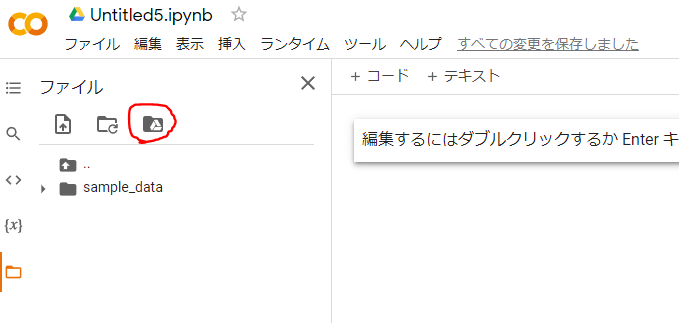 Untitled5.ipynb
ファイル 編集 表示 挿入 ランタイム ツール ヘルプ すべての変更を保存しました
ファイル
+ コード + テキスト
..
sample_data
{x}
編集するにはダブルクリックするか Enter キ